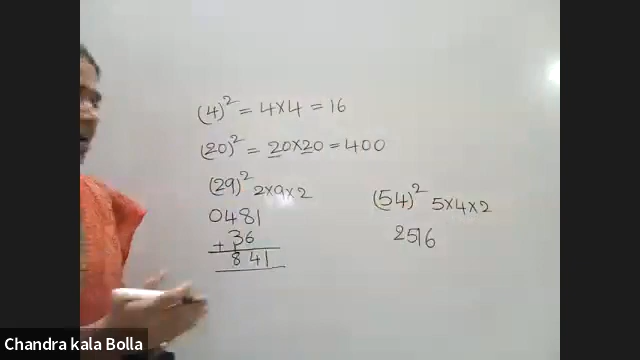 (4)² = 4×4 = 16
(20)² = 20×20 = 400
(29)² 2×9×2
0481
+ 36
841
(54)² 5×4×2
2516
Chandra kala Bolla